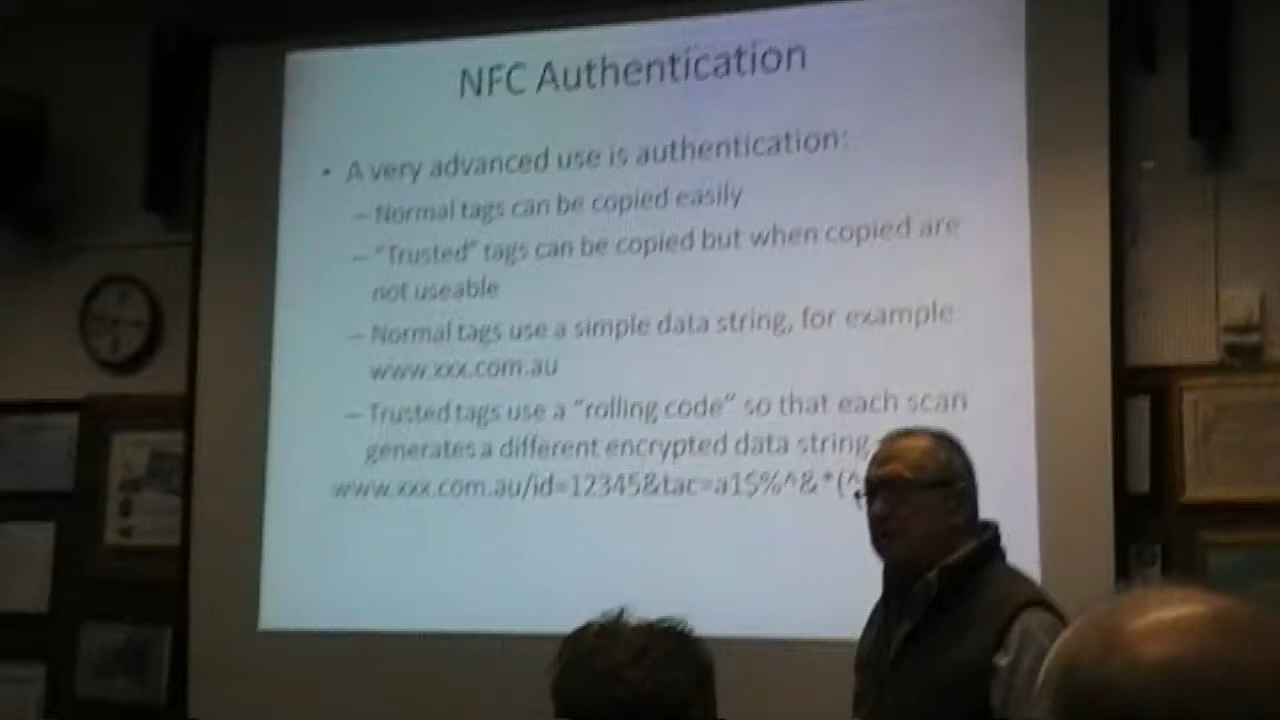 NFC Authentication
• A very advanced use is authentication:
– Normal tags can be copied easily
– "Trusted" tags can be copied but when copied are
not useable
– Normal tags use a simple data string, for example
www.xxx.com.au
– Trusted tags use a "rolling code" so that each scan
generates a different encrypted data string
www.xxx.com.au/id=12345&tac=a1$%^&*(^